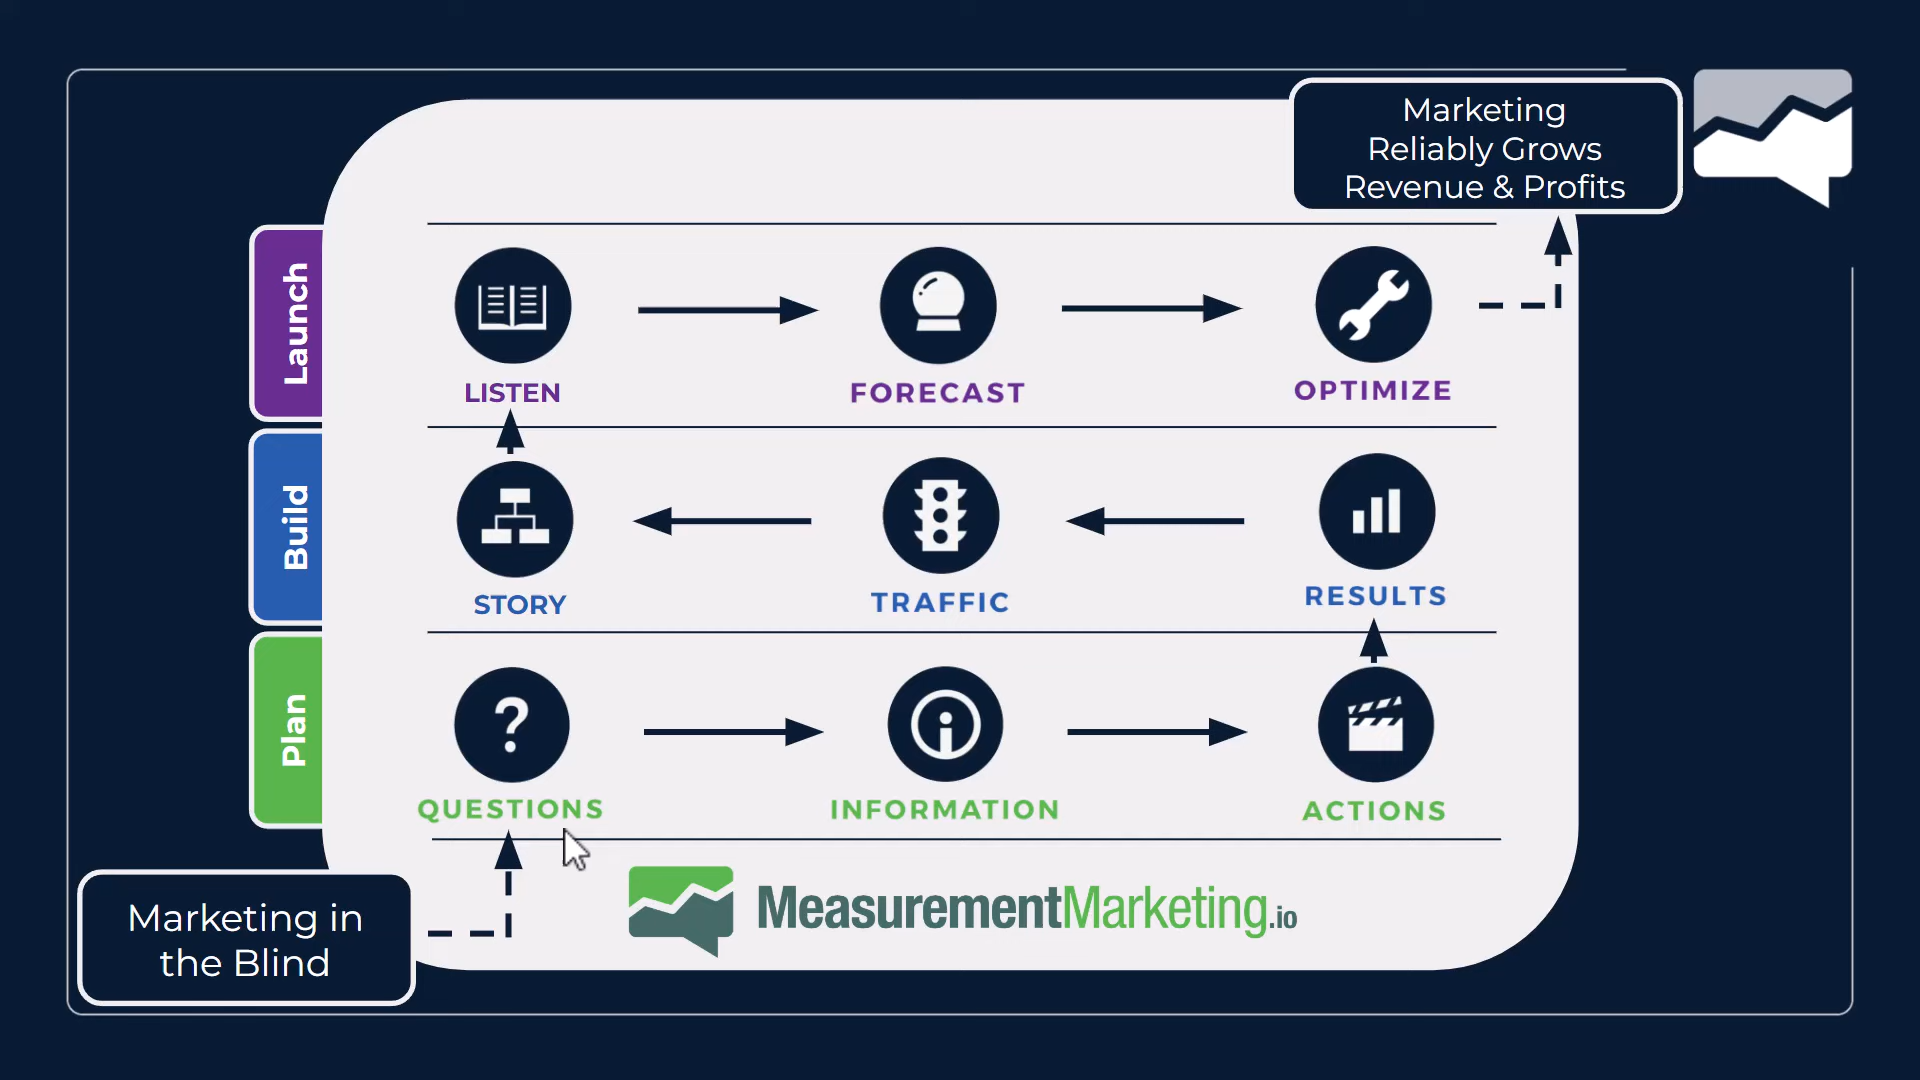 Marketing
Reliably Grows
Revenue & Profits
Launch
LISTEN
FORECAST
OPTIMIZE
Build
STORY
TRAFFIC
RESULTS
Plan
?
QUESTIONS
INFORMATION
ACTIONS
Marketing in
the Blind
MeasurementMarketing.io